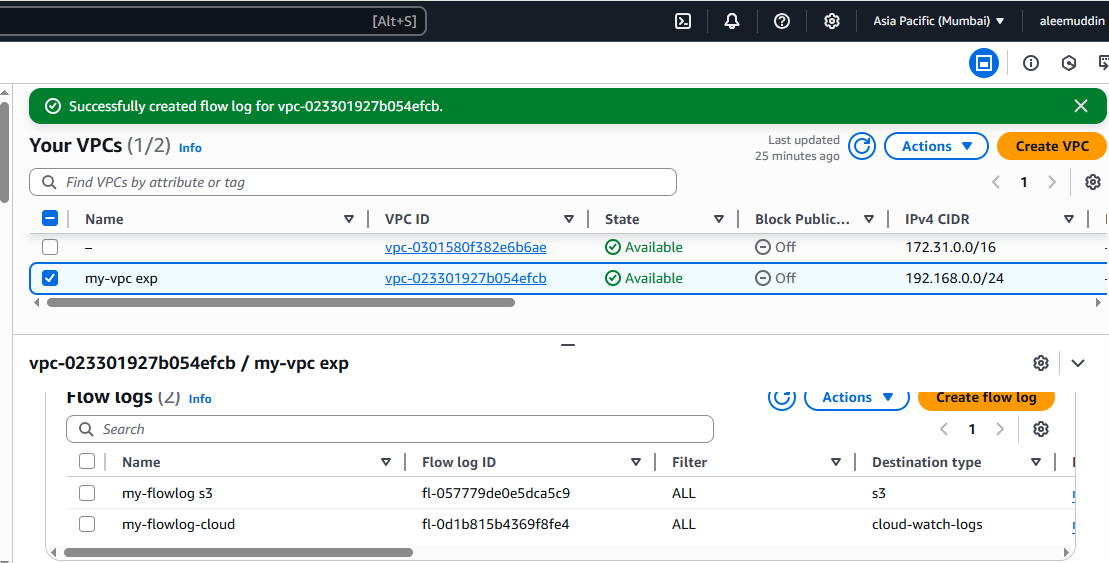 [Alt+S] Asia Pacific (Mumbai) aleemuddin
Successfully created flow log for vpc-023301927b054efcb.
Your VPCs (1/2) Info
Last updated
25 minutes ago
Actions
Create VPC
Find VPCs by attribute or tag
1
Name VPC ID State Block Public... IPv4 CIDR
– vpc-0301580f382e6b6ae Available Off 172.31.0.0/16
my-vpc exp vpc-023301927b054efcb Available Off 192.168.0.0/24
vpc-023301927b054efcb / my-vpc exp
Flow logs (2) Info Actions Create flow log
Search
1
Name Flow log ID Filter Destination type
my-flowlog s3 fl-057779de0e5dca5c9 ALL s3
my-flowlog-cloud fl-0d1b815b4369f8fe4 ALL cloud-watch-logs